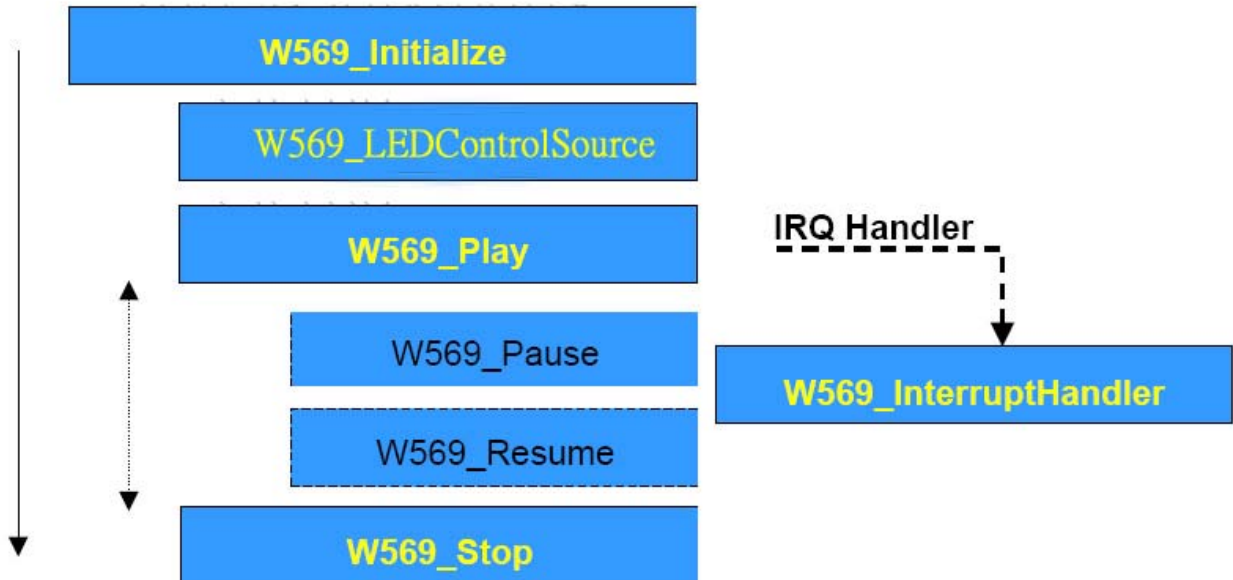 W569_Initialize
W569_LEDControlSource
W569_Play
IRQ Handler
W569_Pause
W569_InterruptHandler
W569_Resume
W569_Stop